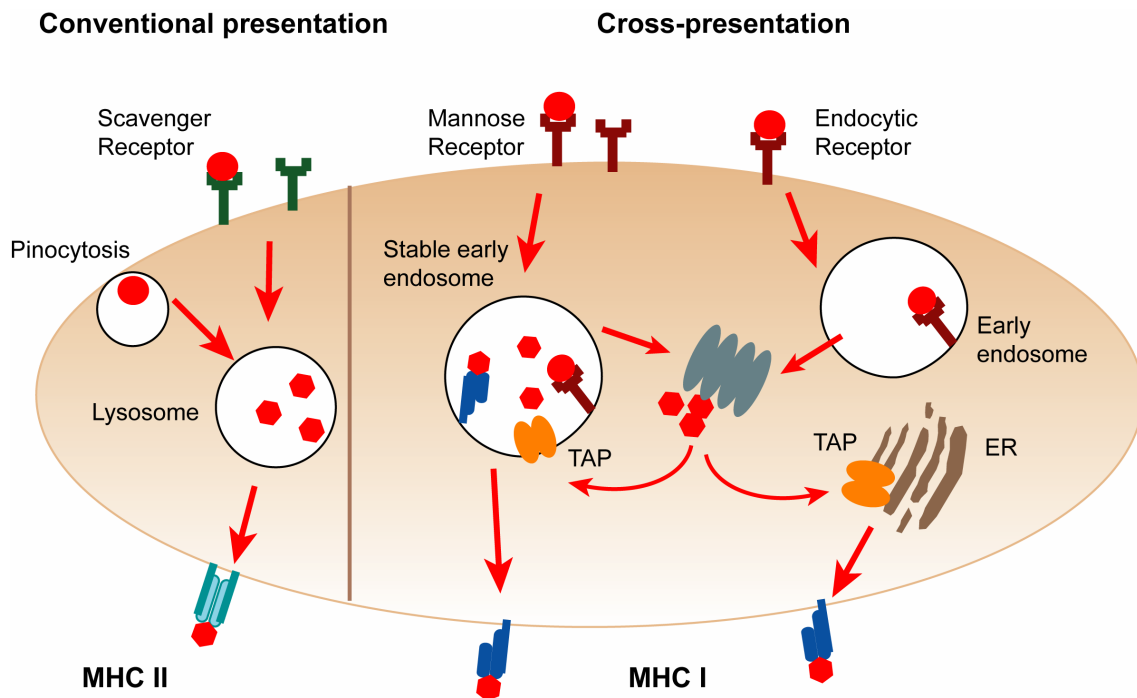 Conventional presentation
Cross-presentation
Scavenger
Receptor
Mannose
Receptor
Endocytic
Receptor
Pinocytosis
Stable early
endosome
Early
endosome
Lysosome
TAP
TAP
ER
MHC II
MHC I